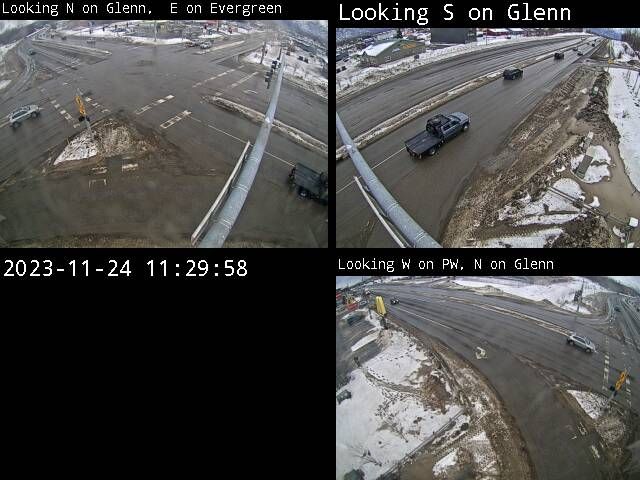 Looking N on Glenn,  E on Evergreen
Looking S on Glenn
2023-11-24 11:29:58
Looking W on PW, N on Glenn